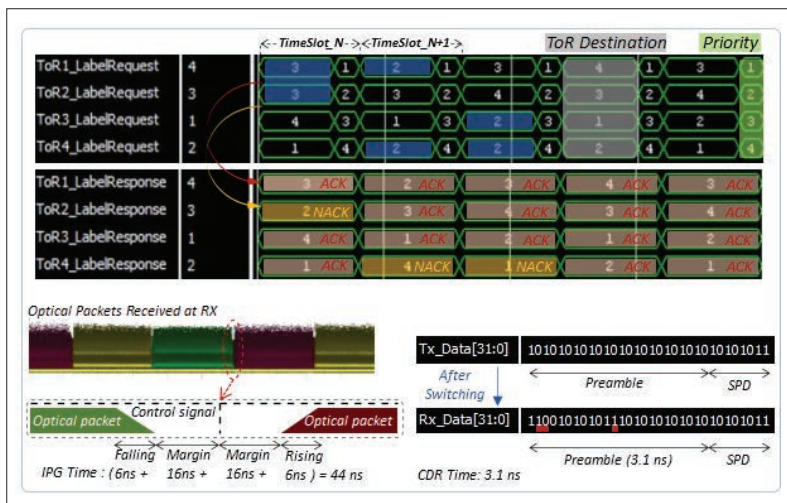 TimeSlot_N TimeSlot_N+1 ToR Destination Priority
ToR1_LabelRequest 4 3 1 2 1 3 1 4 1 3 1
ToR2_LabelRequest 3 3 2 3 2 4 2 3 2 4 2
ToR3_LabelRequest 1 4 3 1 3 2 3 1 3 2 3
ToR4_LabelRequest 2 1 4 2 4 2 4 2 4 1 4
ToR1_LabelResponse 4 3 ACK 2 ACK 3 ACK 4 ACK 3 ACK
ToR2_LabelResponse 3 2 NACK 3 ACK 4 ACK 3 ACK 4 ACK
ToR3_LabelResponse 1 4 ACK 1 ACK 2 ACK 1 ACK 2 ACK
ToR4_LabelResponse 2 1 ACK 4 NACK 1 NACK 2 ACK 1 ACK
Optical Packets Received at RX
Control signal
Optical packet Optical packet
Falling Margin Margin Rising
IPG Time : (6ns + 16ns + 16ns + 6ns ) = 44 ns
Tx_Data[31:0] 10101010101010101010101010101011
After Switching
Preamble SPD
Rx_Data[31:0] 11001010101110101010101010101011
Preamble (3.1 ns) SPD
CDR Time: 3.1 ns